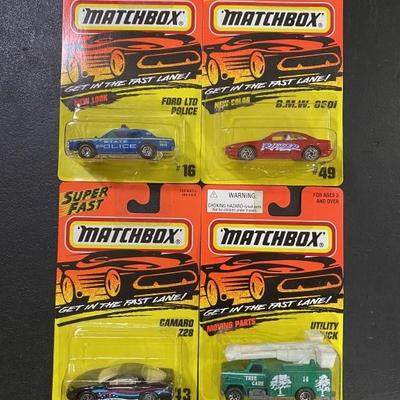 MATCHBOX®
GET IN THE FAST LANE!
NEW LOOK
FORD LTD
POLICE
STATE
POLICE
#16
MATCHBOX®
GET IN THE FAST LANE!
NEW COLOR
B.M.W. 850i
#49
SUPER
FAST
MATCHBOX®
GET IN THE FAST LANE!
CAMARO
Z28
WARNING
CHOKING HAZARD
FOR AGES 3
AND OVER
MATCHBOX®
GET IN THE FAST LANE!
MOVING PARTS
UTILITY
TREE
CARE
14